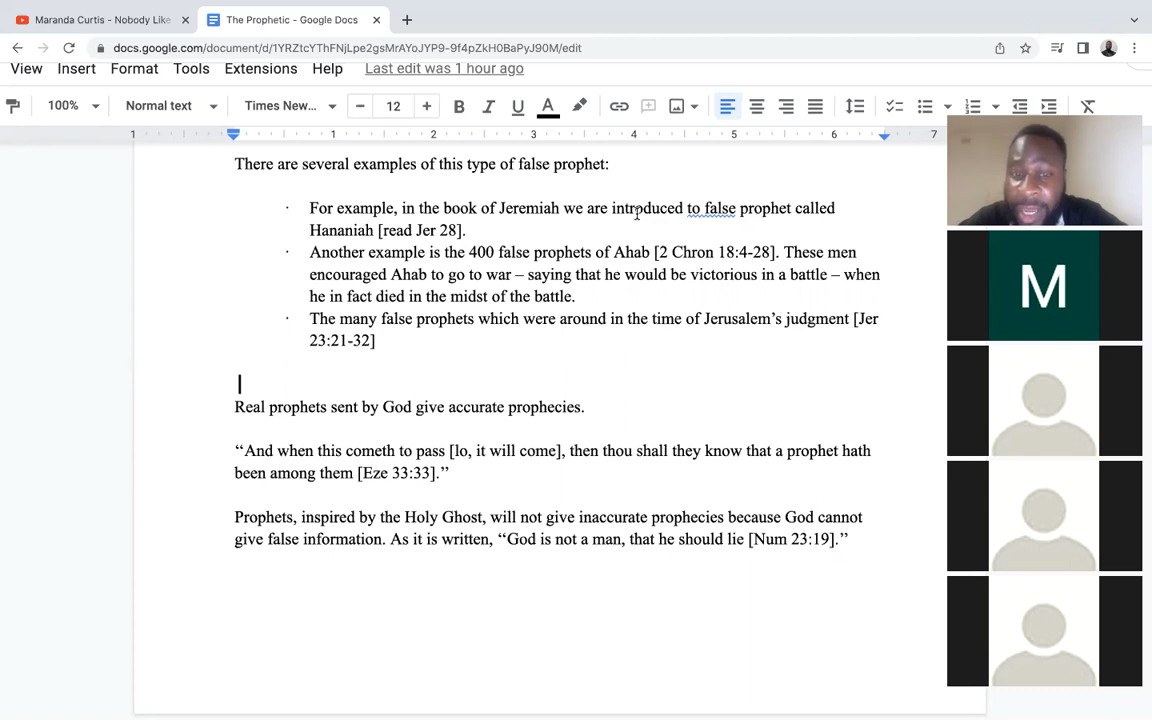 Maranda Curtis - Nobody Like
The Prophetic - Google Docs
docs.google.com/document/d/1YRZtcYThFNjLpe2gsMrAYoJYP9-9f4pZkH0BaPyJ90M/edit
View Insert Format Tools Extensions Help Last edit was 1 hour ago
100% Normal text Times New... 12 B I U A
1 1 2 3 4 5 6 7
There are several examples of this type of false prophet:
· For example, in the book of Jeremiah we are introduced to false prophet called
Hananiah [read Jer 28].
· Another example is the 400 false prophets of Ahab [2 Chron 18:4-28]. These men
encouraged Ahab to go to war – saying that he would be victorious in a battle – when
he in fact died in the midst of the battle.
· The many false prophets which were around in the time of Jerusalem’s judgment [Jer
23:21-32]
Real prophets sent by God give accurate prophecies.
‘‘And when this cometh to pass [lo, it will come], then thou shall they know that a prophet hath
been among them [Eze 33:33].’’
Prophets, inspired by the Holy Ghost, will not give inaccurate prophecies because God cannot
give false information. As it is written, ‘‘God is not a man, that he should lie [Num 23:19].’’
M